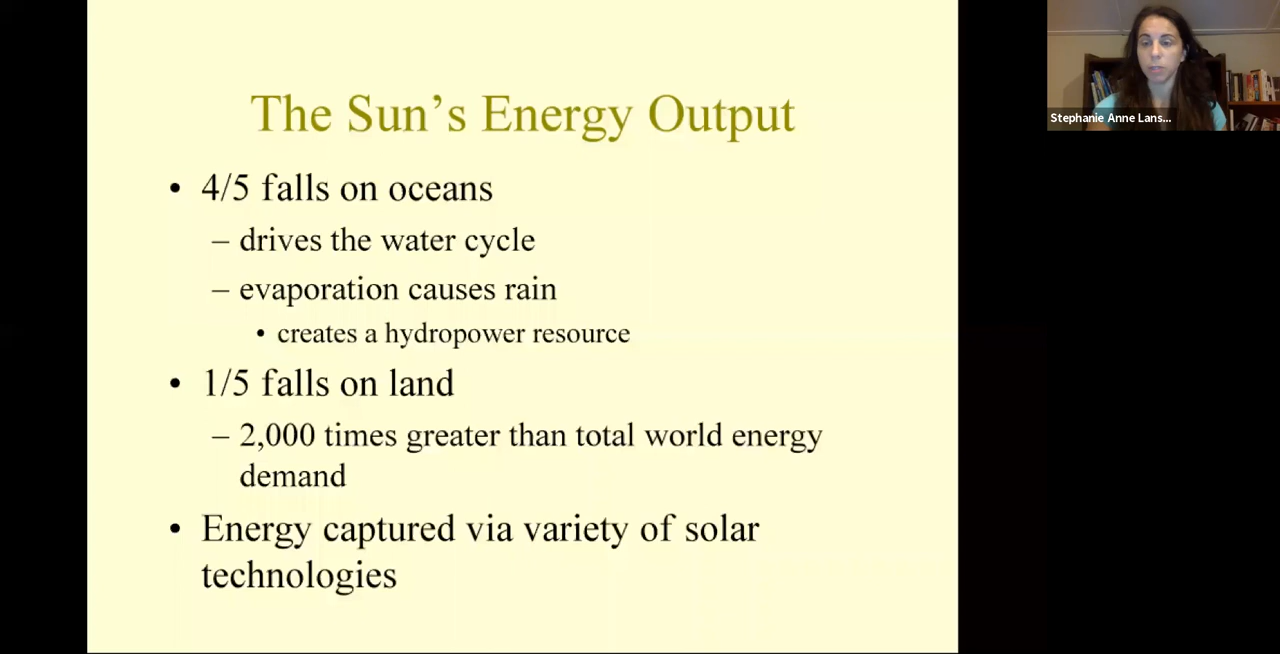 The Sun's Energy Output
• 4/5 falls on oceans
– drives the water cycle
– evaporation causes rain
• creates a hydropower resource
• 1/5 falls on land
– 2,000 times greater than total world energy
demand
• Energy captured via variety of solar
technologies
Stephanie Anne Lans...